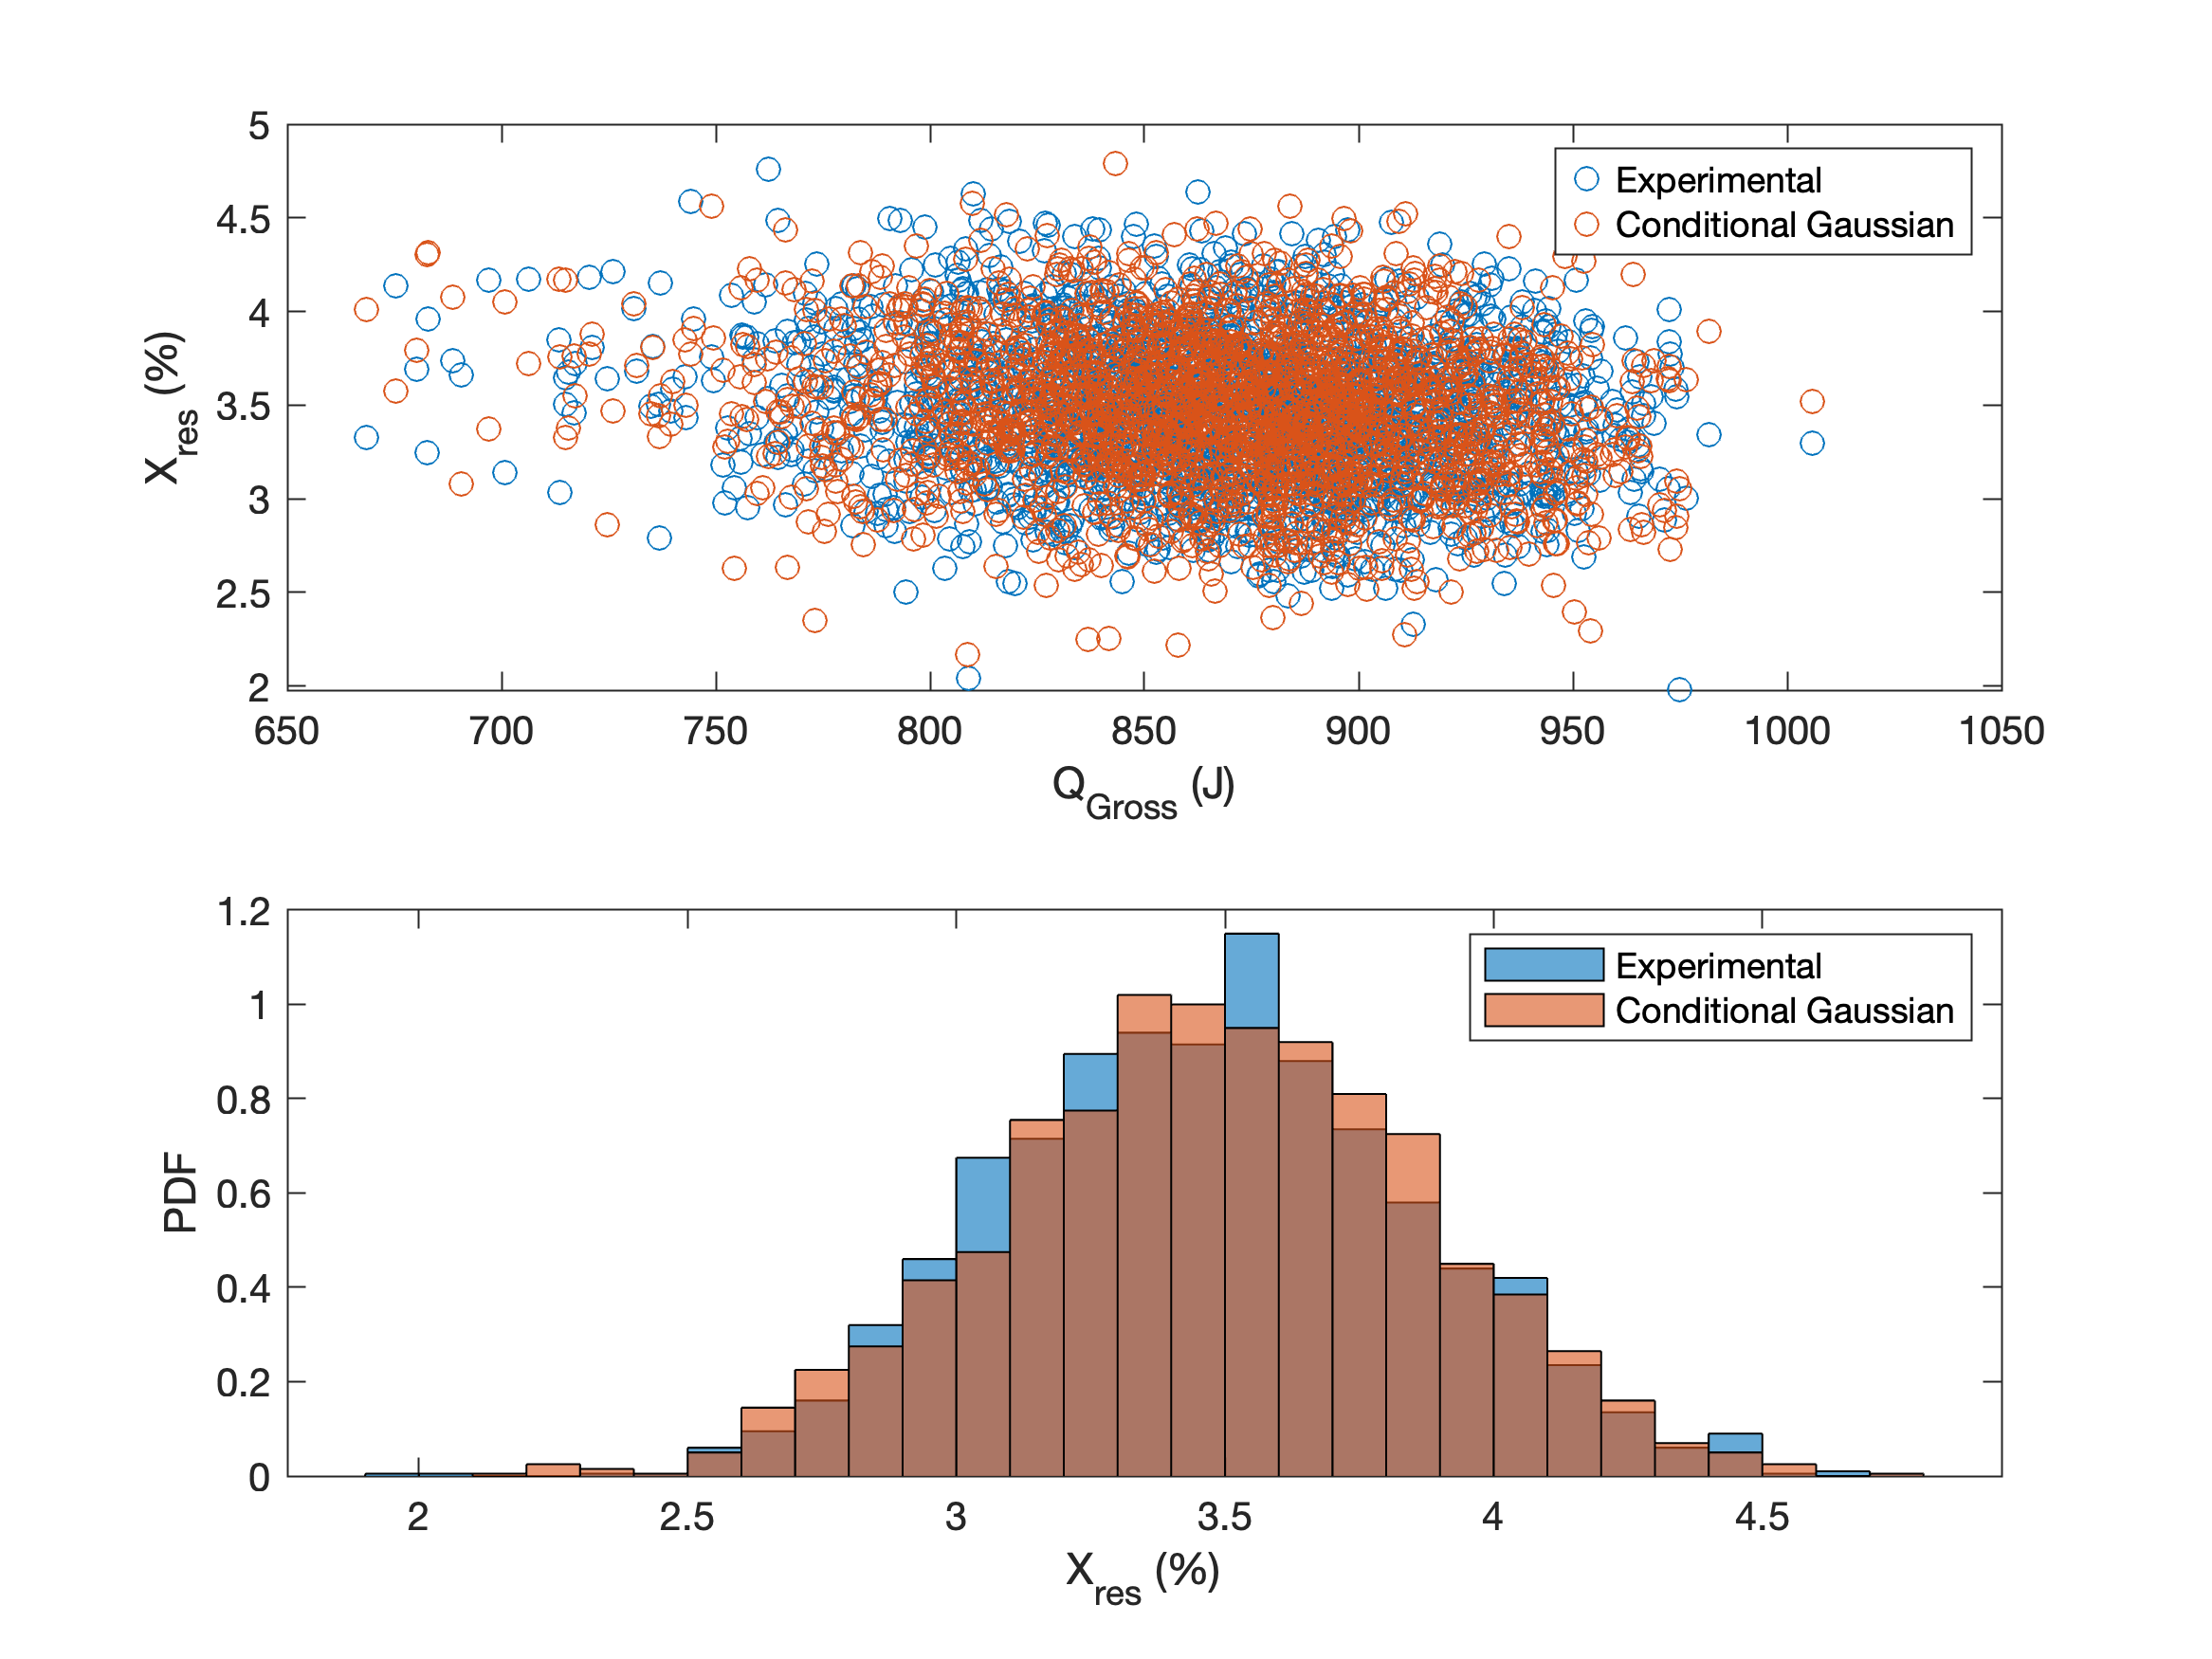 5
4.5
4
3.5
3
2.5
2
X_res (%)
Experimental
Conditional Gaussian
650 700 750 800 850 900 950 1000 1050
Q_Gross (J)
1.2
1
0.8
0.6
0.4
0.2
0
PDF
Experimental
Conditional Gaussian
2 2.5 3 3.5 4 4.5
X_res (%)